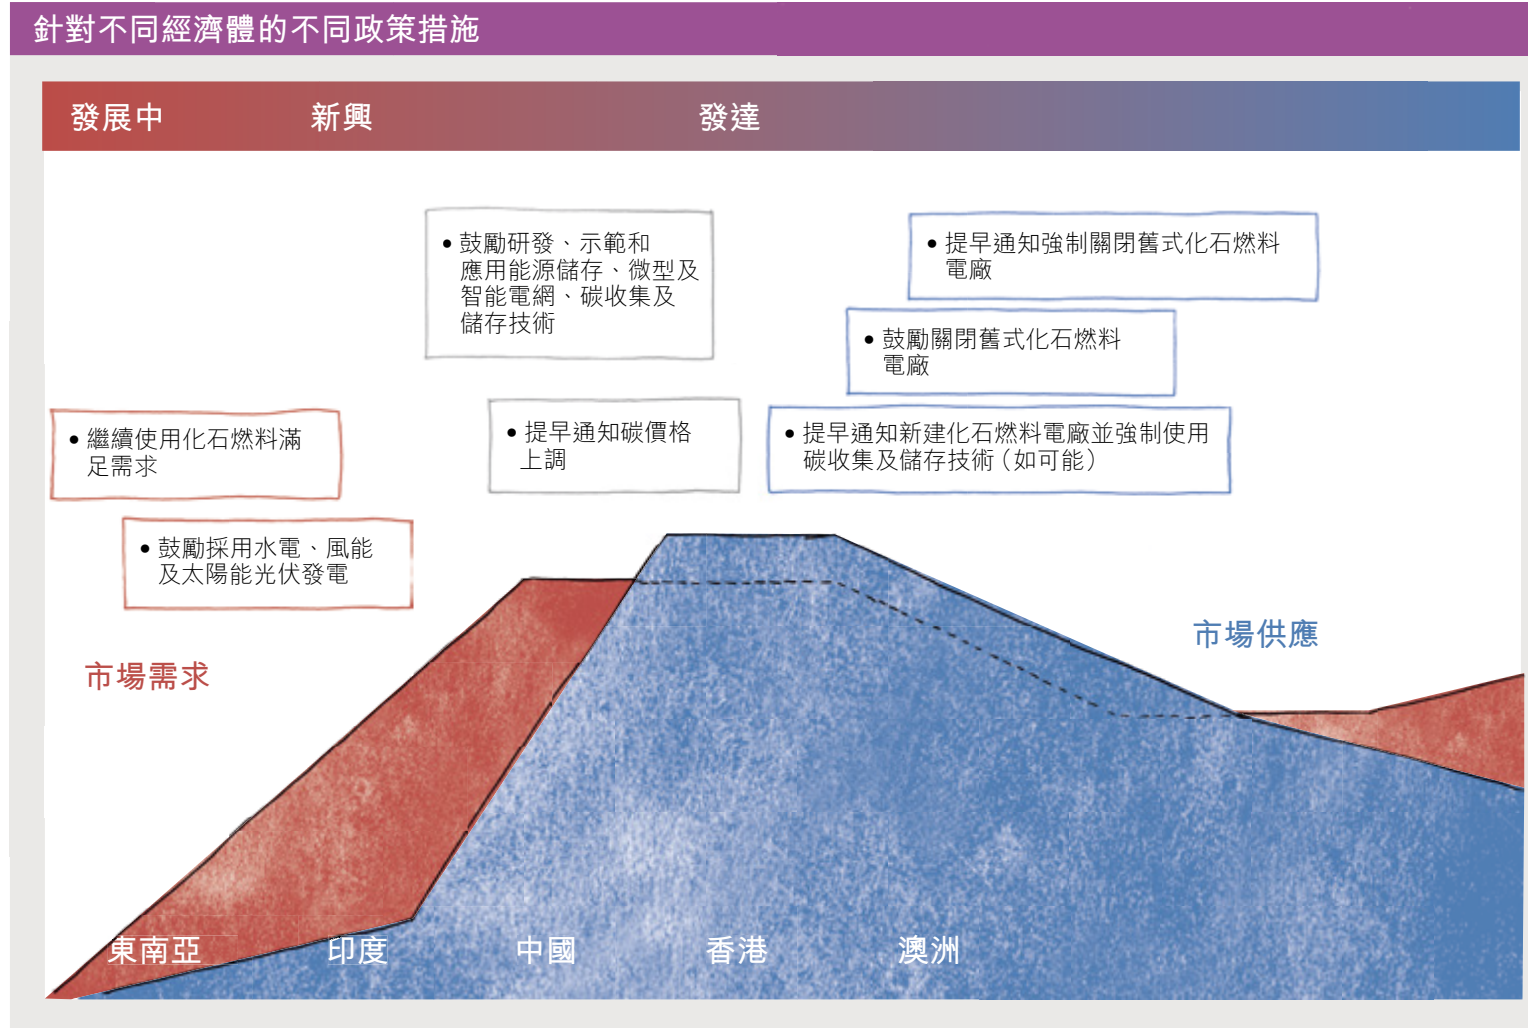 針對不同經濟體的不同政策措施
發展中
新興
發達
• 鼓勵研發、示範和
應用能源儲存、微型及
智能電網、碳收集及
儲存技術
• 提早通知強制關閉舊式化石燃料
電廠
• 鼓勵關閉舊式化石燃料
電廠
• 繼續使用化石燃料滿
足需求
• 提早通知碳價格
上調
• 提早通知新建化石燃料電廠並強制使用
碳收集及儲存技術（如可能）
• 鼓勵採用水電、風能
及太陽能光伏發電
市場供應
市場需求
東南亞
印度
中國
香港
澳洲